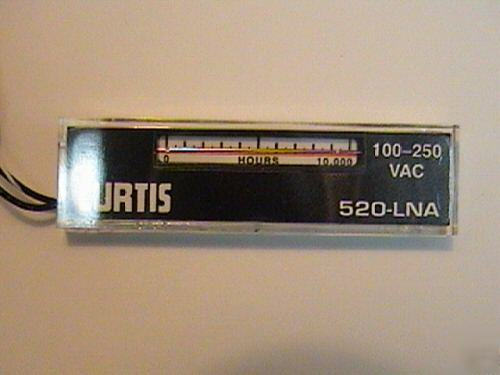 0 HOURS 10,000
100-250
VAC
URTIS
520-LNA